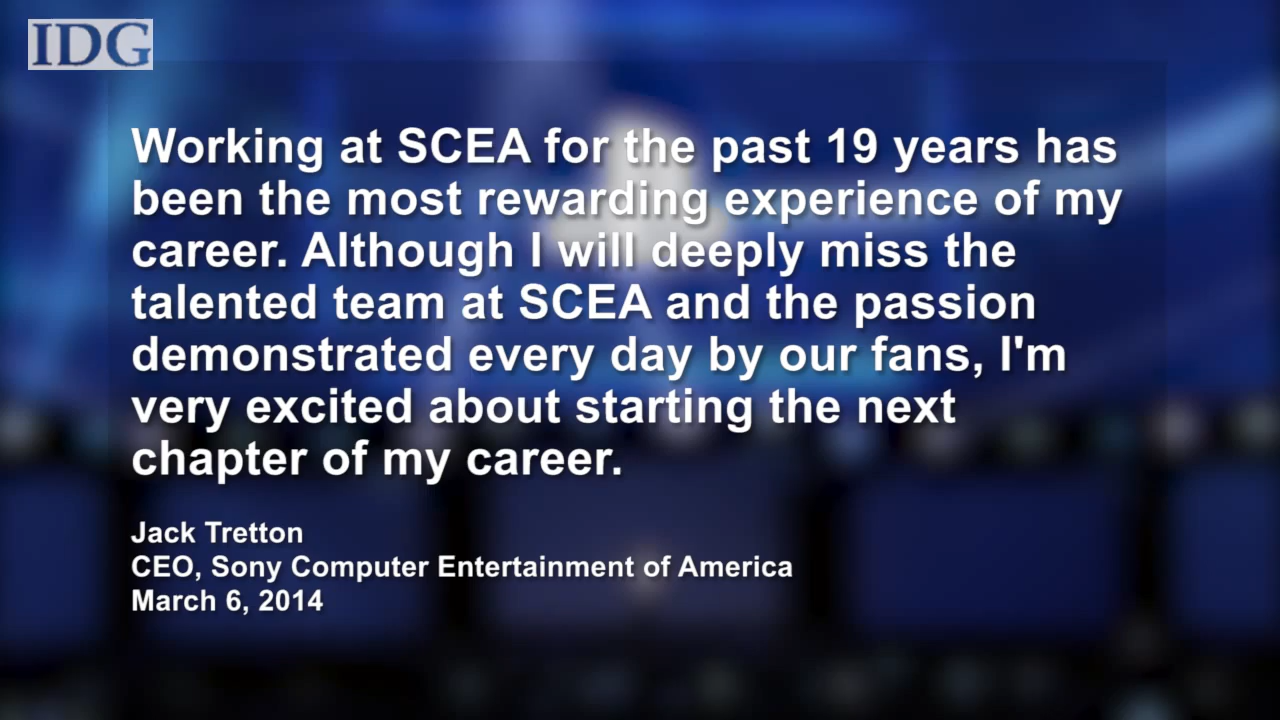 IDG
Working at SCEA for the past 19 years has
been the most rewarding experience of my
career. Although I will deeply miss the
talented team at SCEA and the passion
demonstrated every day by our fans, I'm
very excited about starting the next
chapter of my career.
Jack Tretton
CEO, Sony Computer Entertainment of America
March 6, 2014